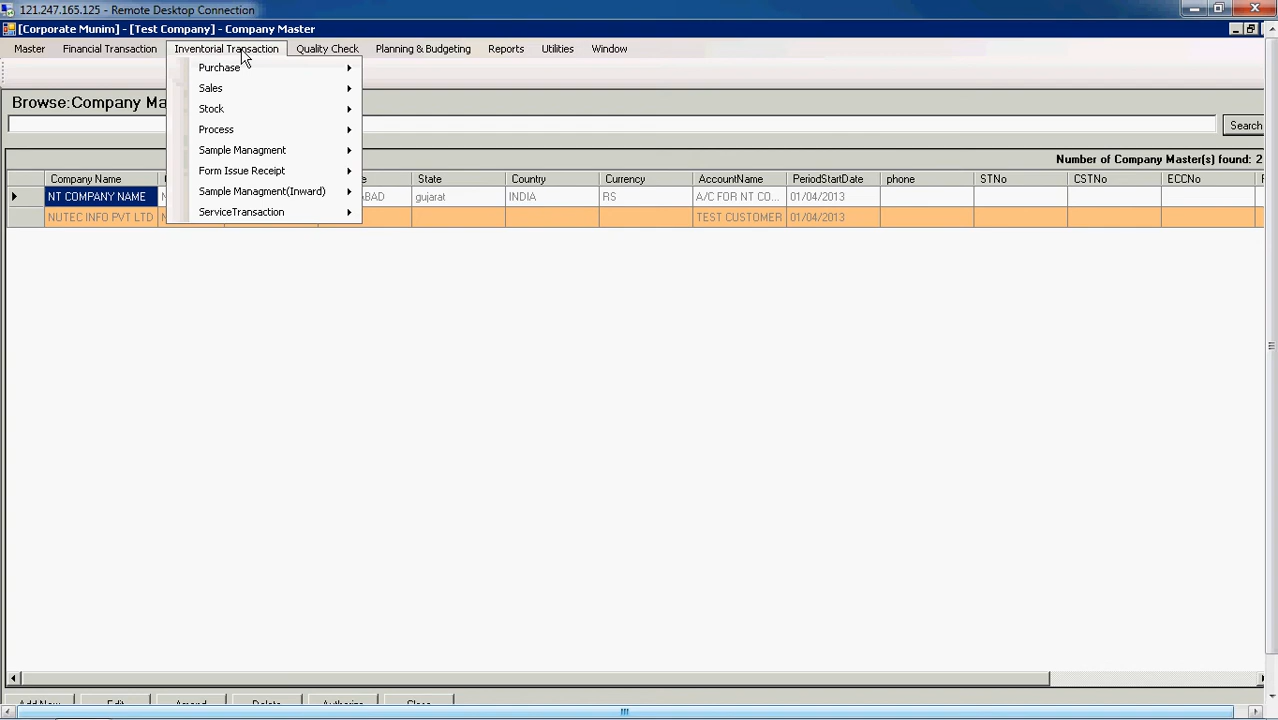 121.247.165.125 - Remote Desktop Connection
[Corporate Munim] - [Test Company] - Company Master
Master Financial Transaction Inventorial Transaction Quality Check Planning & Budgeting Reports Utilities Window
Purchase
Sales
Stock
Process
Sample Managment
Form Issue Receipt
Sample Managment(Inward)
ServiceTransaction
Browse:Company Ma
Search
Number of Company Master(s) found: 2
Company Name State Country Currency AccountName PeriodStartDate phone STNo CSTNo ECCNo
NT COMPANY NAME BAD gujarat INDIA RS A/C FOR NT CO... 01/04/2013
NUTEC INFO PVT LTD TEST CUSTOMER 01/04/2013
Add New Edit Amend Delete Authorize Close